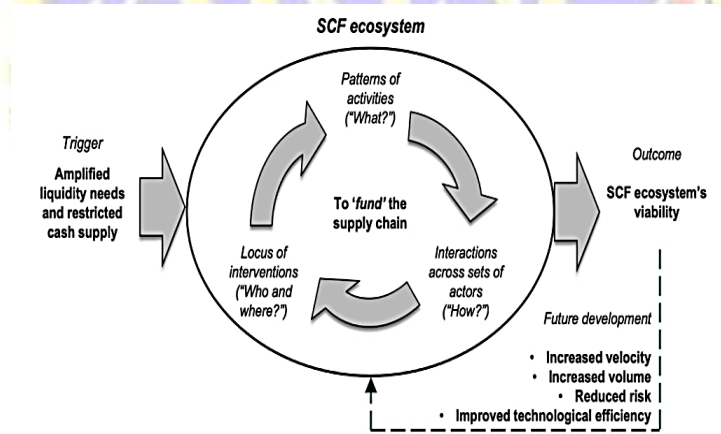 SCF ecosystem
Patterns of
activities
("What?")
Trigger
Amplified
liquidity needs
and restricted
cash supply
To 'fund' the
supply chain
Outcome
SCF ecosystem's
viability
Locus of
interventions
("Who and
where?")
Interactions
across sets of
actors
("How?")
Future development
• Increased velocity
• Increased volume
• Reduced risk
• Improved technological efficiency